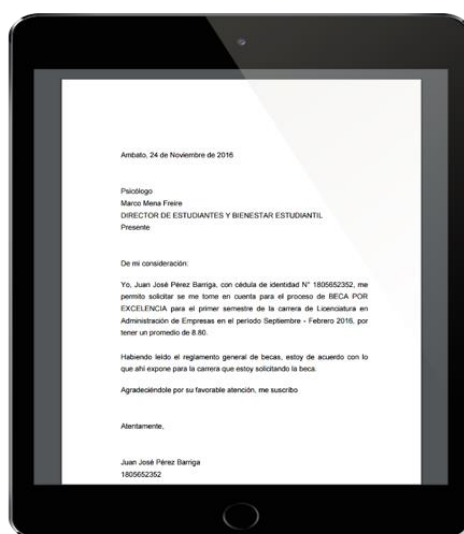 Ambato, 24 de Noviembre de 2016
Psicólogo
Marco Mena Freire
DIRECTOR DE ESTUDIANTES Y BIENESTAR ESTUDIANTIL
Presente
De mi consideración:
Yo, Juan José Pérez Barriga, con cédula de identidad N° 1805652352, me
permito solicitar se me tome en cuenta para el proceso de BECA POR
EXCELENCIA para el primer semestre de la carrera de Licenciatura en
Administración de Empresas en el período Septiembre - Febrero 2016, por
tener un promedio de 8.80.
Habiendo leído el reglamento general de becas, estoy de acuerdo con lo
que ahí expone para la carrera que estoy solicitando la beca.
Agradeciéndole por su favorable atención, me suscribo
Atentamente,
Juan José Pérez Barriga
1805652352